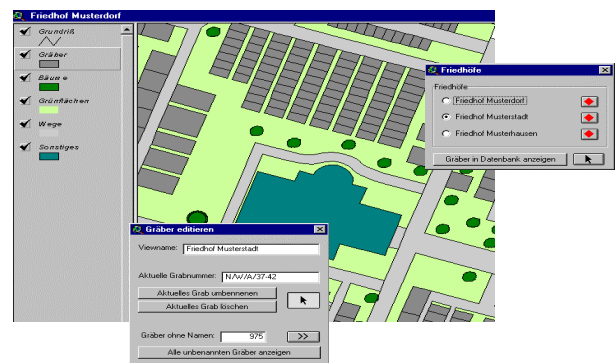 Friedhof Musterdorf
Grundriß
Gräber
Bäume
Grünflächen
Wege
Sonstiges
Friedhöfe
Friedhöfe
Friedhof Musterdorf
Friedhof Musterstadt
Friedhof Musterhausen
Gräber in Datenbank anzeigen
Gräber editieren
Viewname: Friedhof Musterstadt
Aktuelle Grabnummer: N/W/A/37-42
Aktuelles Grab umbennenen
Aktuelles Grab löschen
Gräber ohne Namen: 975 >>
Alle unbenannten Gräber anzeigen